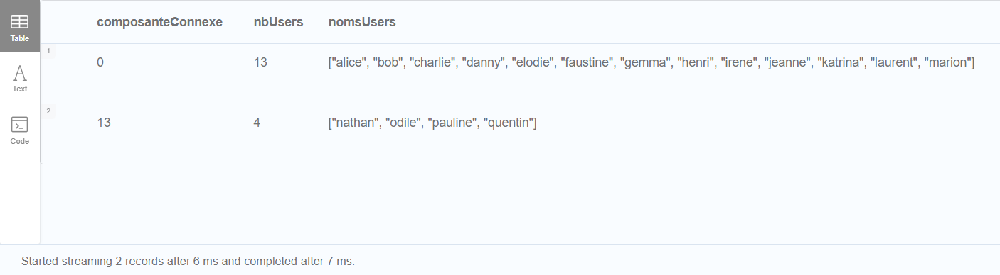 Table
Text
Code
composanteConnexe nbUsers nomsUsers
1
0 13 ["alice", "bob", "charlie", "danny", "elodie", "faustine", "gemma", "henri", "irene", "jeanne", "katrina", "laurent", "marion"]
2
13 4 ["nathan", "odile", "pauline", "quentin"]
Started streaming 2 records after 6 ms and completed after 7 ms.